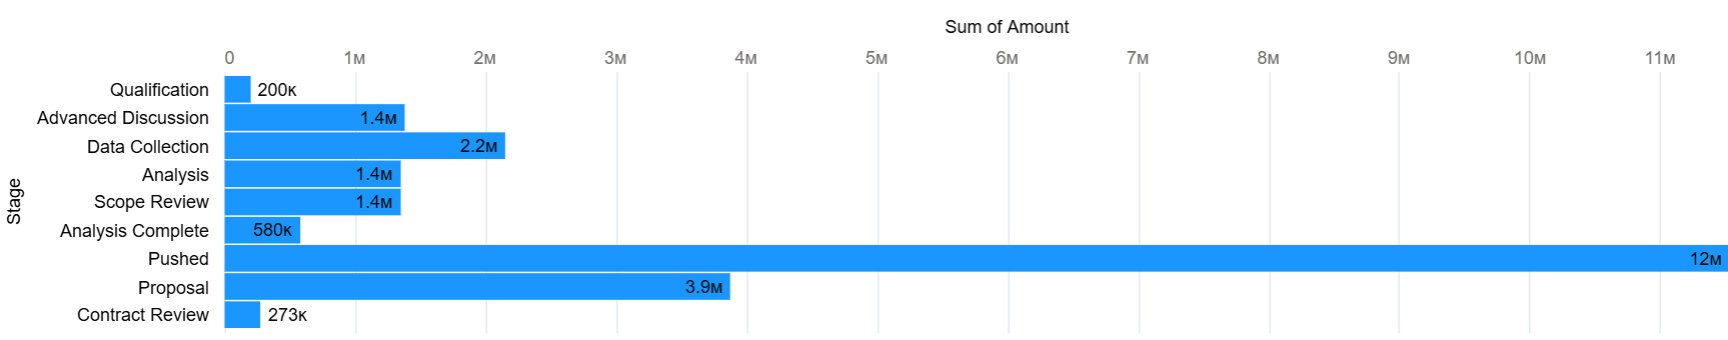 Sum of Amount
0 1M 2M 3M 4M 5M 6M 7M 8M 9M 10M 11M
Stage
Qualification 200K
Advanced Discussion 1.4M
Data Collection 2.2M
Analysis 1.4M
Scope Review 1.4M
Analysis Complete 580K
Pushed 12M
Proposal 3.9M
Contract Review 273K